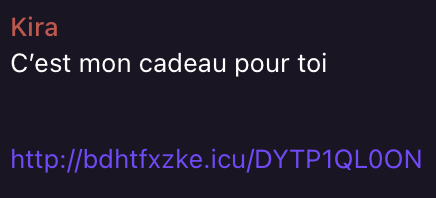 Kira
C’est mon cadeau pour toi
http://bdhtfxzke.icu/DYTP1QL0ON